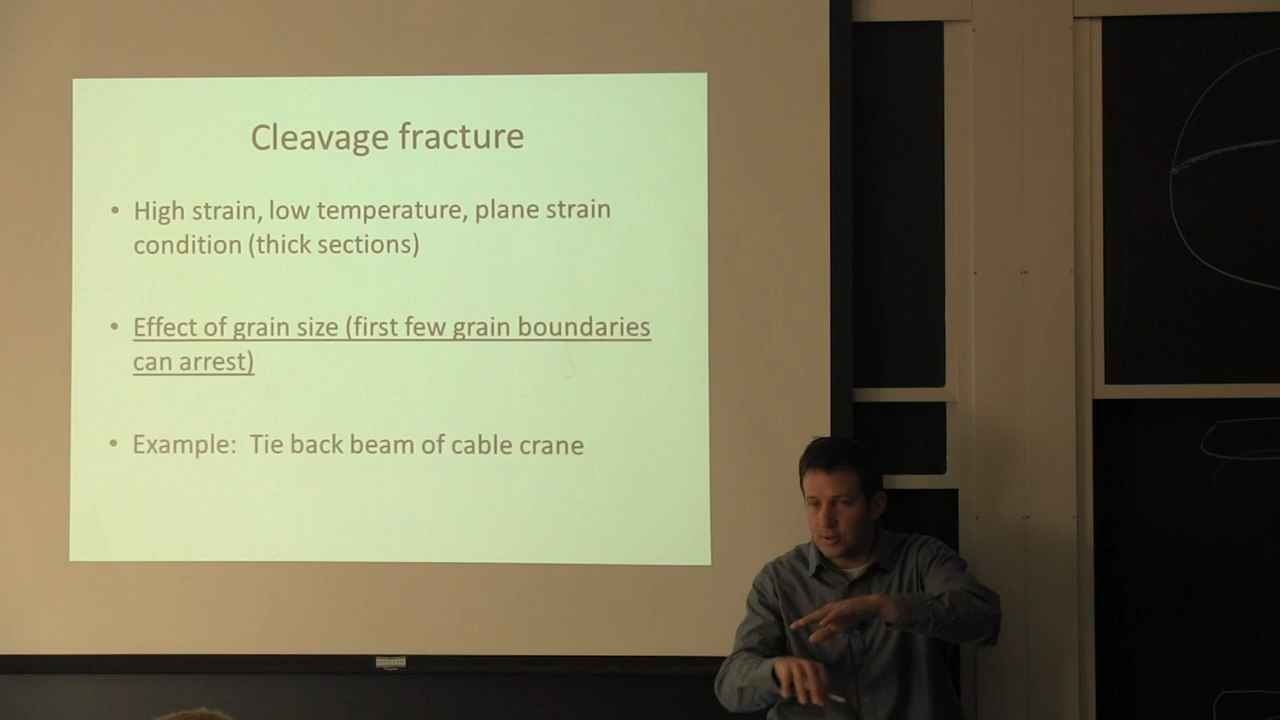 Cleavage fracture
• High strain, low temperature, plane strain
condition (thick sections)
• Effect of grain size (first few grain boundaries
can arrest)
• Example: Tie back beam of cable crane